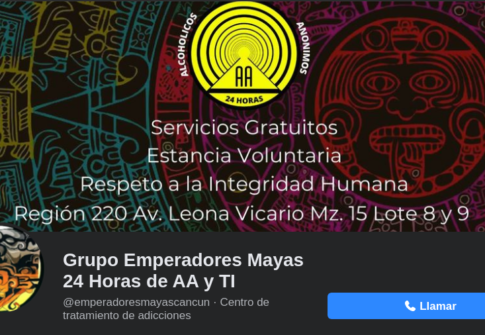 ALCOHOLICOS
ANONIMOS
AA
24 HORAS
Servicios Gratuitos
Estancia Voluntaria
Respeto a la Integridad Humana
Región 220 Av. Leona Vicario Mz. 15 Lote 8 y 9
Grupo Emperadores Mayas
24 Horas de AA y TI
@emperadoresmayascancun · Centro de
tratamiento de adicciones
Llamar